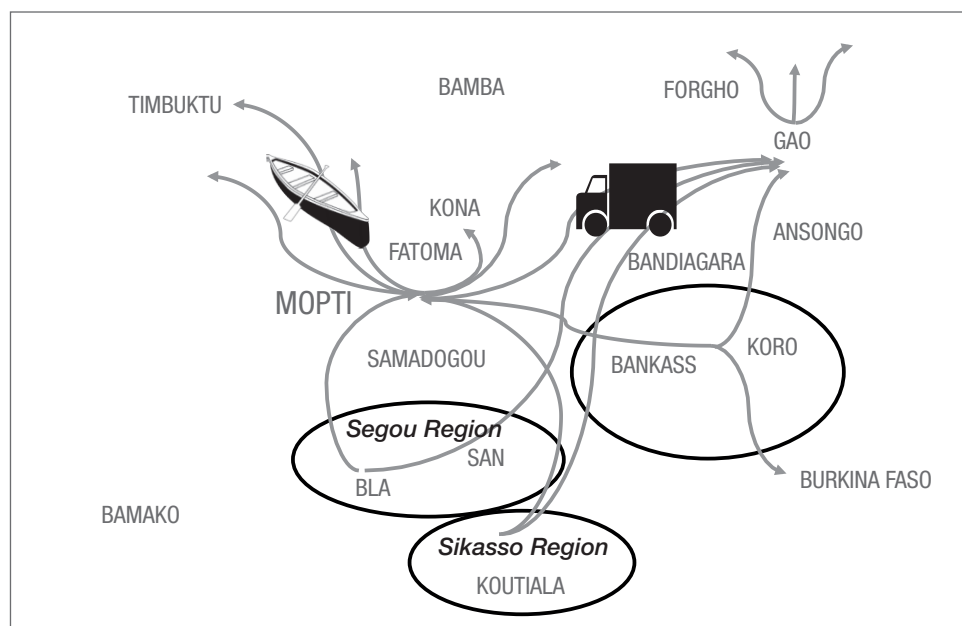 BAMBA
FORGHO
TIMBUKTU
GAO
KONA
ANSONGO
FATOMA
BANDIAGARA
MOPTI
KORO
SAMADOGOU
BANKASS
Segou Region
SAN
BURKINA FASO
BLA
BAMAKO
Sikasso Region
KOUTIALA